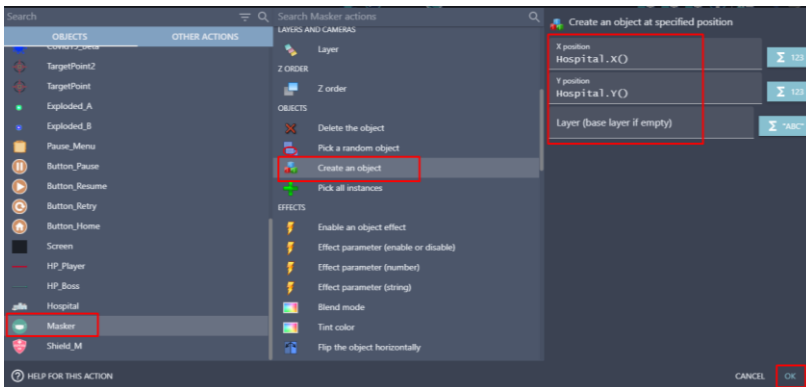 Search
OBJECTS
OTHER ACTIONS
Covid19_beta
TargetPoint2
TargetPoint
Exploded_A
Exploded_B
Pause_Menu
Button_Pause
Button_Resume
Button_Retry
Button_Home
Screen
HP_Player
HP_Boss
Hospital
Masker
Shield_M
HELP FOR THIS ACTION
Search Masker actions
LAYERS AND CAMERAS
Layer
Z ORDER
Z order
OBJECTS
Delete the object
Pick a random object
Create an object
Pick all instances
EFFECTS
Enable an object effect
Effect parameter (enable or disable)
Effect parameter (number)
Effect parameter (string)
Blend mode
Tint color
Flip the object horizontally
Create an object at specified position
X position
Hospital.X()
Σ 123
Y position
Hospital.Y()
Σ 123
Layer (base layer if empty)
Σ "ABC"
CANCEL
OK